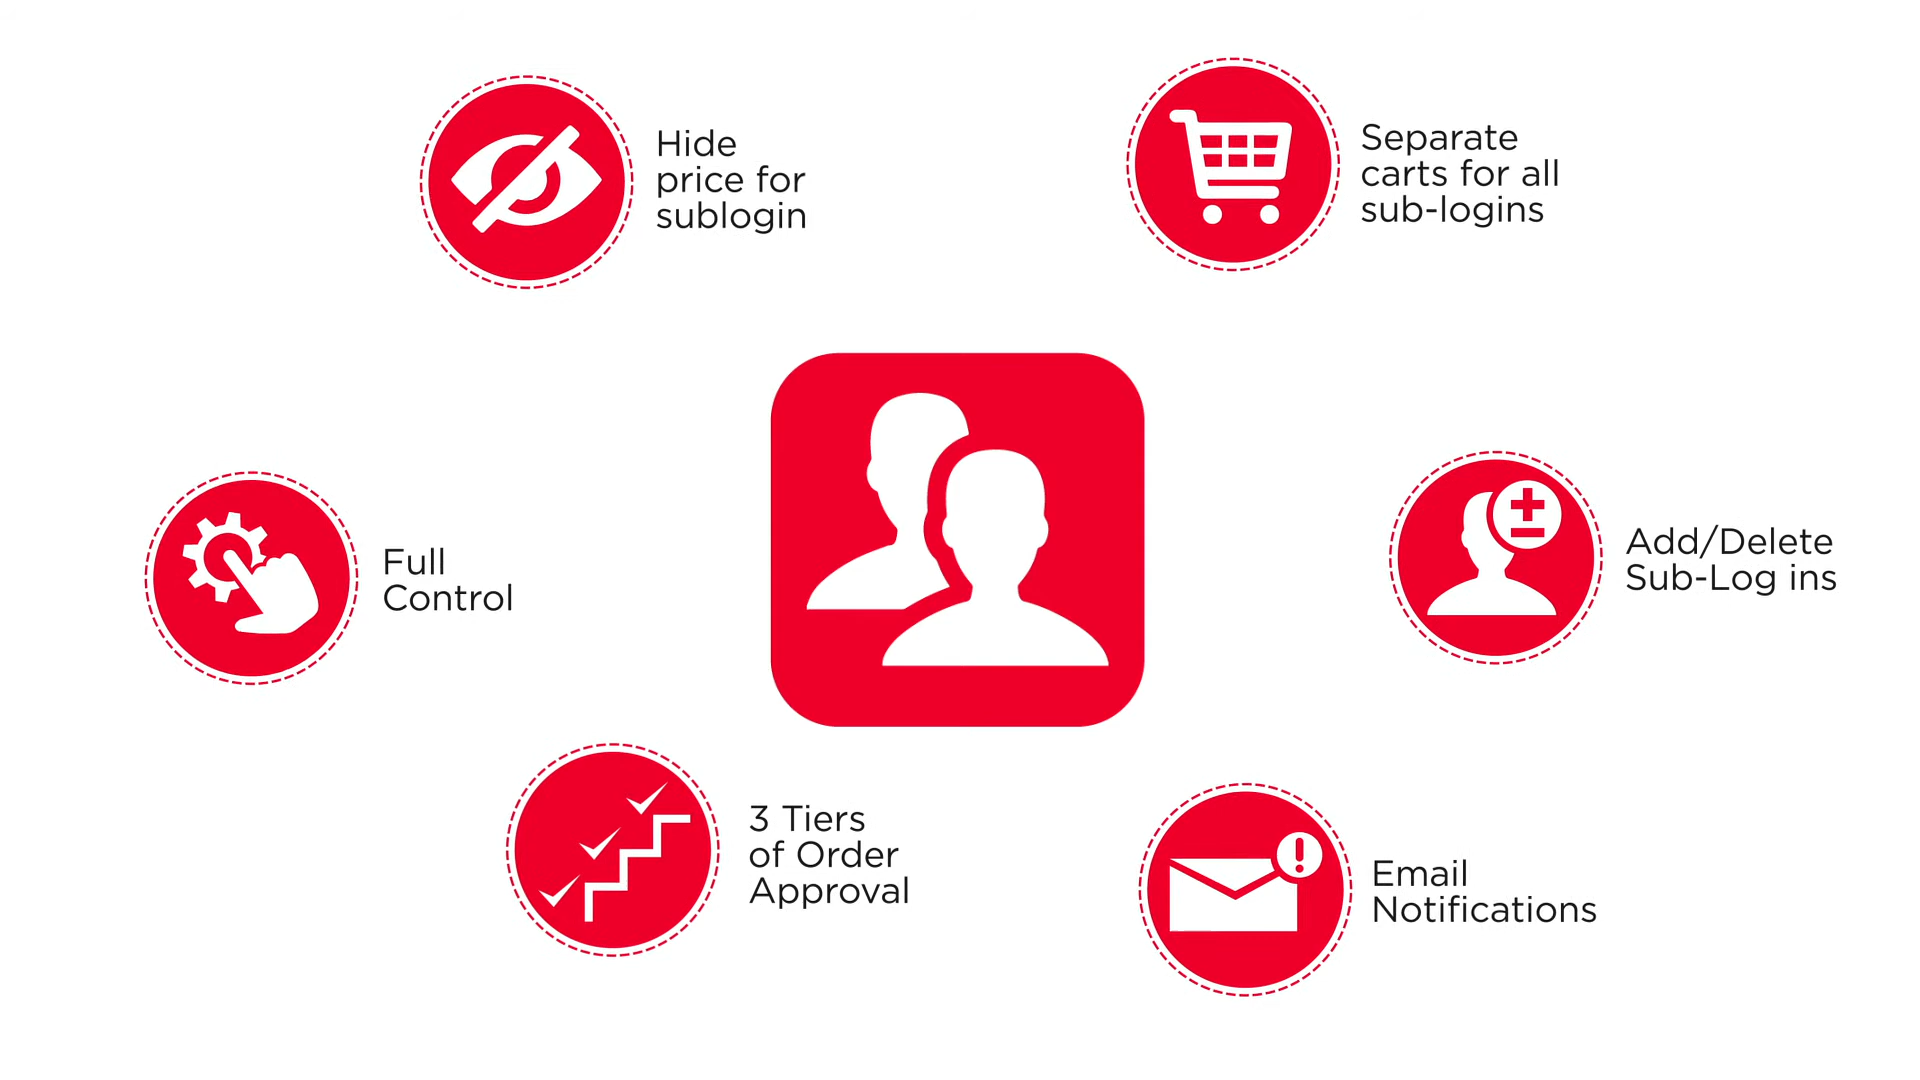 Hide
price for
sublogin
Separate
carts for all
sub-logins
Full
Control
Add/Delete
Sub-Log ins
3 Tiers
of Order
Approval
Email
Notifications